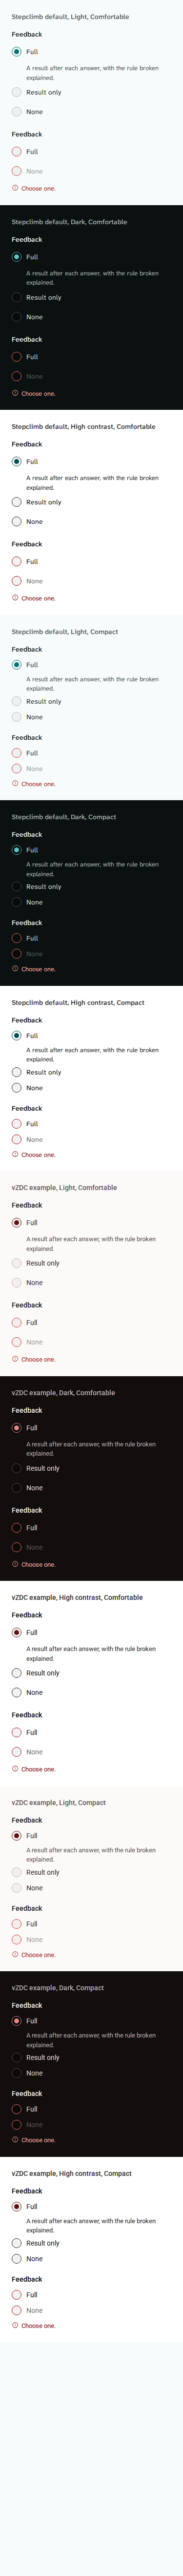 Stepclimb default, Light, Comfortable
Feedback
Full
A result after each answer, with the rule broken
explained.
Result only
None
Feedback
Full
None
Choose one.
Stepclimb default, Dark, Comfortable
Feedback
Full
A result after each answer, with the rule broken
explained.
Result only
None
Feedback
Full
None
Choose one.
Stepclimb default, High contrast, Comfortable
Feedback
Full
A result after each answer, with the rule broken
explained.
Result only
None
Feedback
Full
None
Choose one.
Stepclimb default, Light, Compact
Feedback
Full
A result after each answer, with the rule broken
explained.
Result only
None
Feedback
Full
None
Choose one.
Stepclimb default, Dark, Compact
Feedback
Full
A result after each answer, with the rule broken
explained.
Result only
None
Feedback
Full
None
Choose one.
Stepclimb default, High contrast, Compact
Feedback
Full
A result after each answer, with the rule broken
explained.
Result only
None
Feedback
Full
None
Choose one.
vZDC example, Light, Comfortable
Feedback
Full
A result after each answer, with the rule broken
explained.
Result only
None
Feedback
Full
None
Choose one.
vZDC example, Dark, Comfortable
Feedback
Full
A result after each answer, with the rule broken
explained.
Result only
None
Feedback
Full
None
Choose one.
vZDC example, High contrast, Comfortable
Feedback
Full
A result after each answer, with the rule broken
explained.
Result only
None
Feedback
Full
None
Choose one.
vZDC example, Light, Compact
Feedback
Full
A result after each answer, with the rule broken
explained.
Result only
None
Feedback
Full
None
Choose one.
vZDC example, Dark, Compact
Feedback
Full
A result after each answer, with the rule broken
explained.
Result only
None
Feedback
Full
None
Choose one.
vZDC example, High contrast, Compact
Feedback
Full
A result after each answer, with the rule broken
explained.
Result only
None
Feedback
Full
None
Choose one.